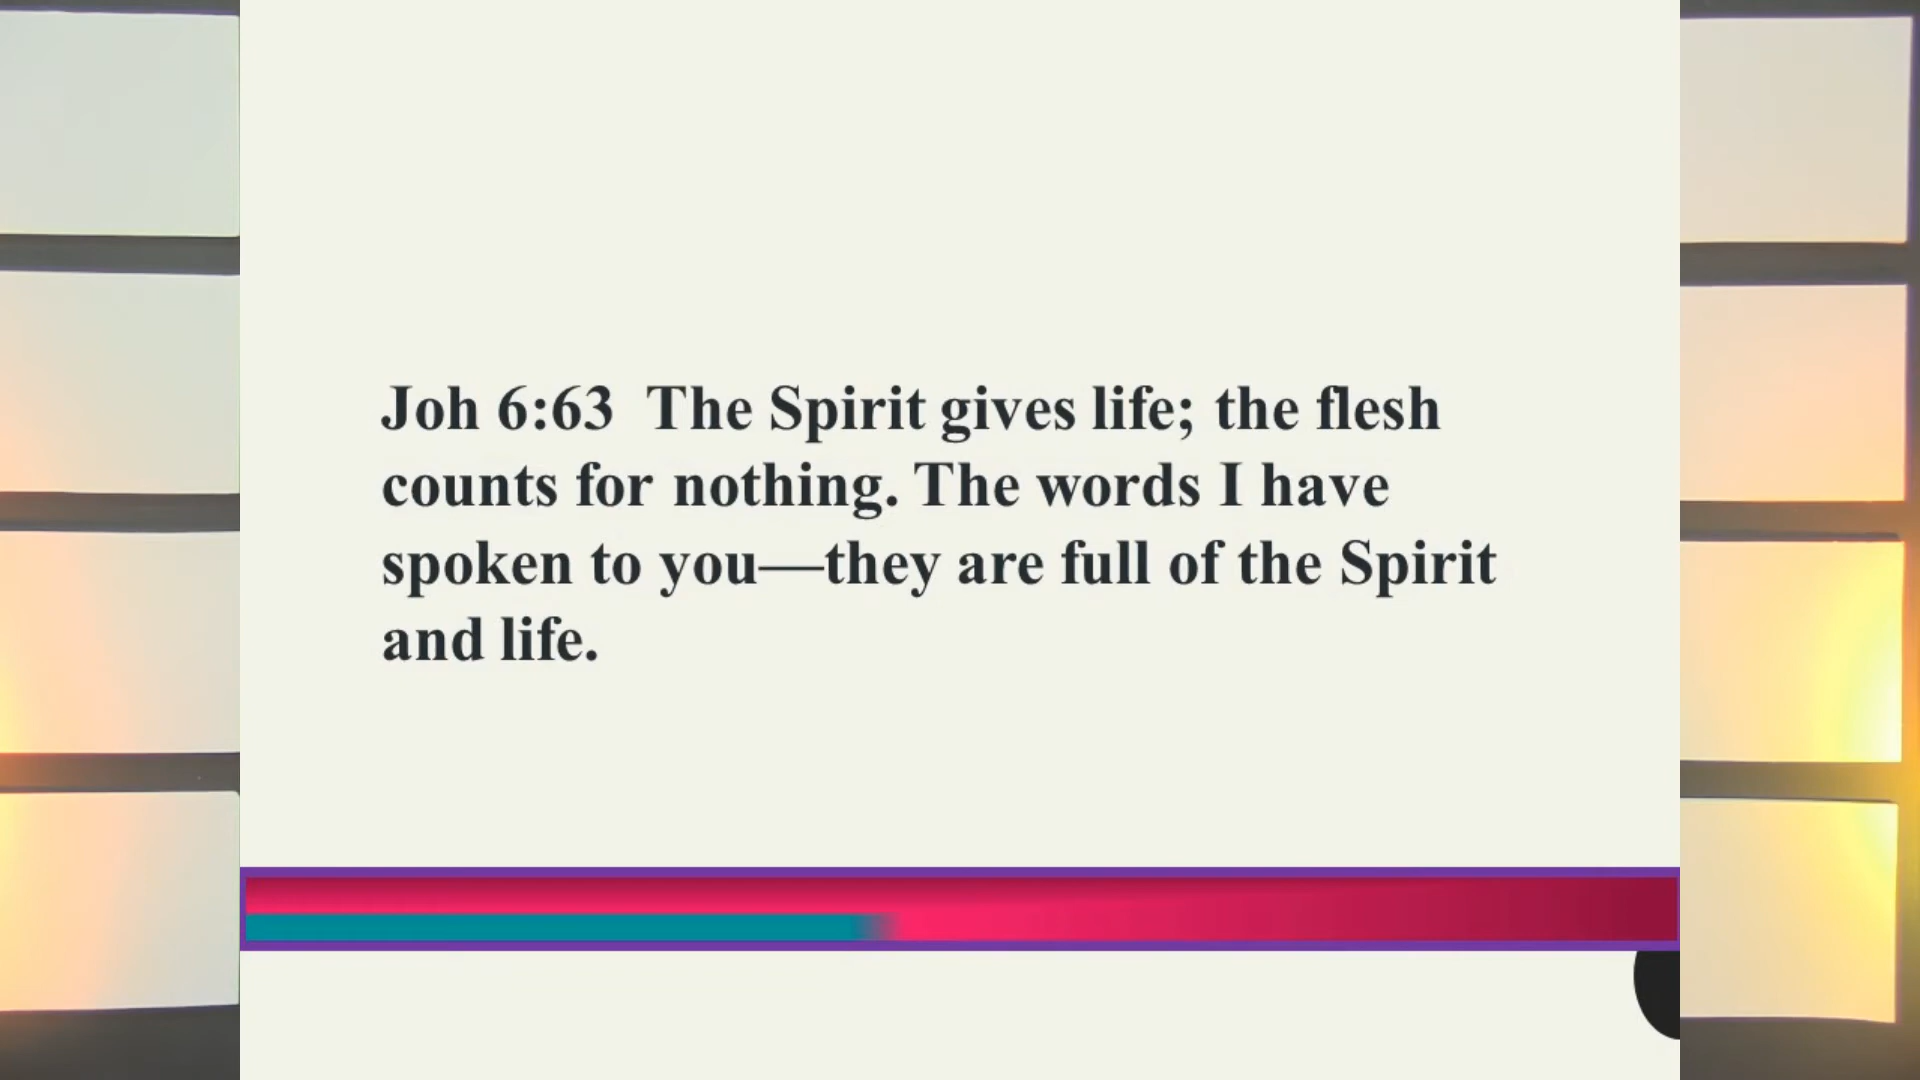 Joh 6:63  The Spirit gives life; the flesh
counts for nothing. The words I have
spoken to you—they are full of the Spirit
and life.